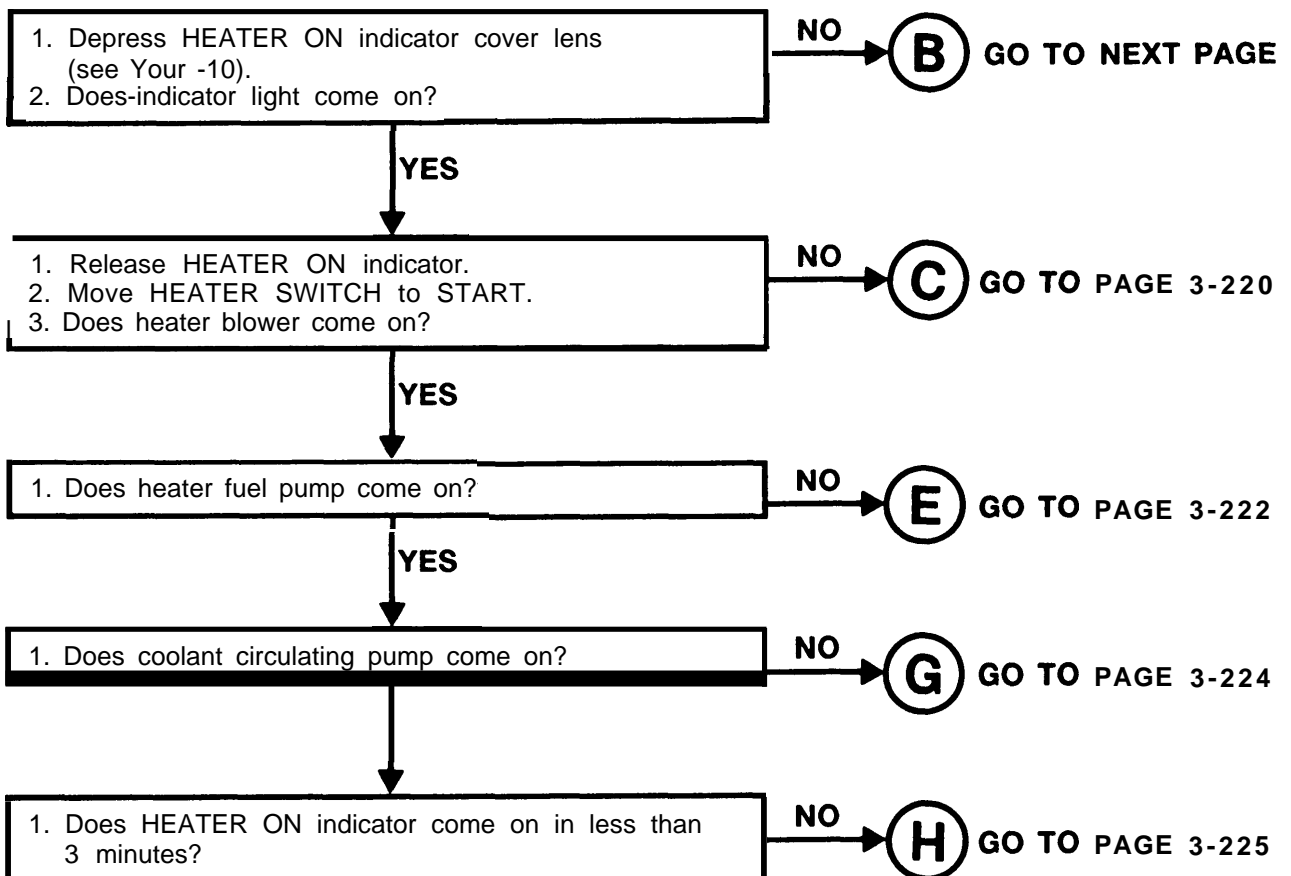 1. Depress HEATER ON indicator cover lens
(see Your -10).
2. Does-indicator light come on?
NO
B
GO TO NEXT PAGE
YES
1. Release HEATER ON indicator.
2. Move HEATER SWITCH to START.
3. Does heater blower come on?
NO
C
GO TO PAGE 3-220
YES
1. Does heater fuel pump come on?
NO
E
GO TO PAGE 3-222
YES
1. Does coolant circulating pump come on?
NO
G
GO TO PAGE 3-224
1. Does HEATER ON indicator come on in less than
3 minutes?
NO
H
GO TO PAGE 3-225